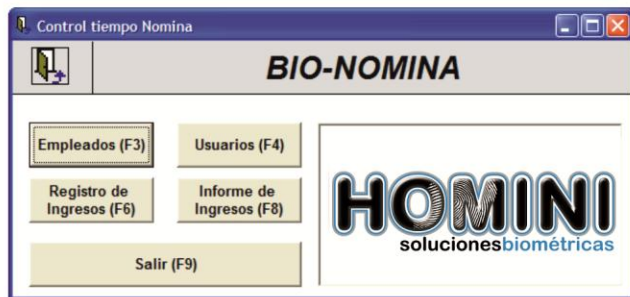 Control tiempo Nomina
BIO-NOMINA
Empleados (F3)
Usuarios (F4)
Registro de
Ingresos (F6)
Informe de
Ingresos (F8)
Salir (F9)
HOMINI
solucionesbiométricas